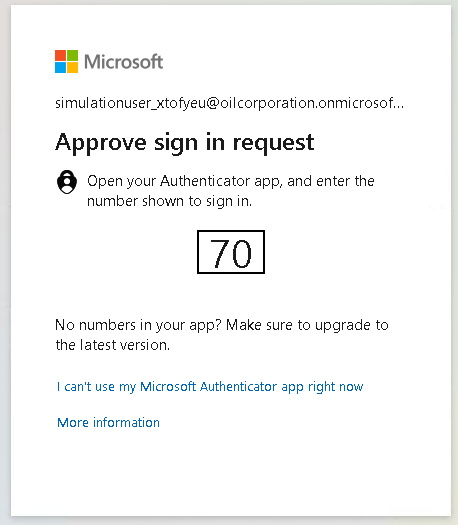 Microsoft
simulationuser_xtofyeu@oilcorporation.onmicrosof...
Approve sign in request
Open your Authenticator app, and enter the
number shown to sign in.
70
No numbers in your app? Make sure to upgrade to
the latest version.
I can't use my Microsoft Authenticator app right now
More information